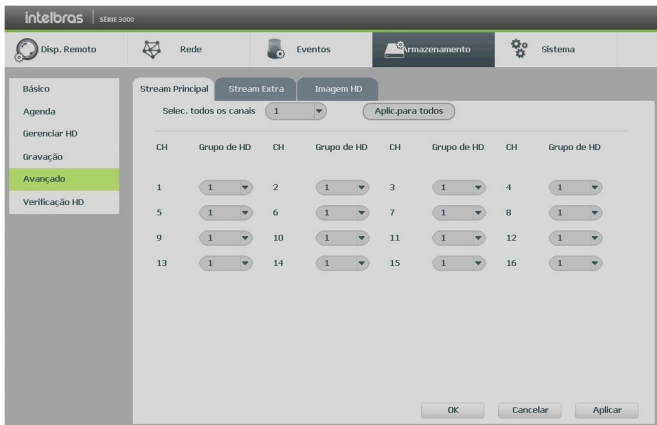 intelbras | SÉRIE 3000
Disp. Remoto Rede Eventos Armazenamento Sistema
Básico
Agenda
Gerenciar HD
Gravação
Avançado
Verificação HD
Stream Principal Stream Extra Imagem HD
Selec. todos os canais 1 Aplic.para todos
CH Grupo de HD CH Grupo de HD CH Grupo de HD CH Grupo de HD
1 1 2 1 3 1 4 1
5 1 6 1 7 1 8 1
9 1 10 1 11 1 12 1
13 1 14 1 15 1 16 1
OK Cancelar Aplicar